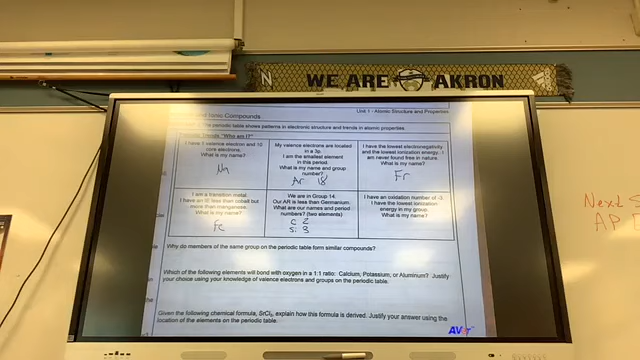 N WE ARE AKRON
Unit 1 - Atomic Structure and Properties
Ionic Compounds
periodic table shows patterns in electronic structure and trends in atomic properties
Trends "Who am I?"
I have 1 valence electron and 10
core electrons.
What is my name?
Na
My valence electrons are located
in a 3p.
I am the smallest element
in this period.
What is my name and group
number?
Ar 18
I have the lowest electronegativity
and the lowest ionization energy. I
am never found free in nature.
What is my name?
Fr
I am a transition metal.
I have an IE less than cobalt but
more than manganese.
What is my name?
Fe
We are in Group 14.
Our AR is less than Germanium.
What are our names and period
numbers? (two elements)
C 2
Si 3
I have an oxidation number of -3.
I have the lowest ionization
energy in my group.
What is my name?
Why do members of the same group on the periodic table form similar compounds?
Which of the following elements will bond with oxygen in a 1:1 ratio: Calcium, Potassium, or Aluminum? Justify
your choice using your knowledge of valence electrons and groups on the periodic table.
Given the following chemical formula, SrCl₂, explain how this formula is derived. Justify your answer using the
location of the elements on the periodic table.
Next S
AP